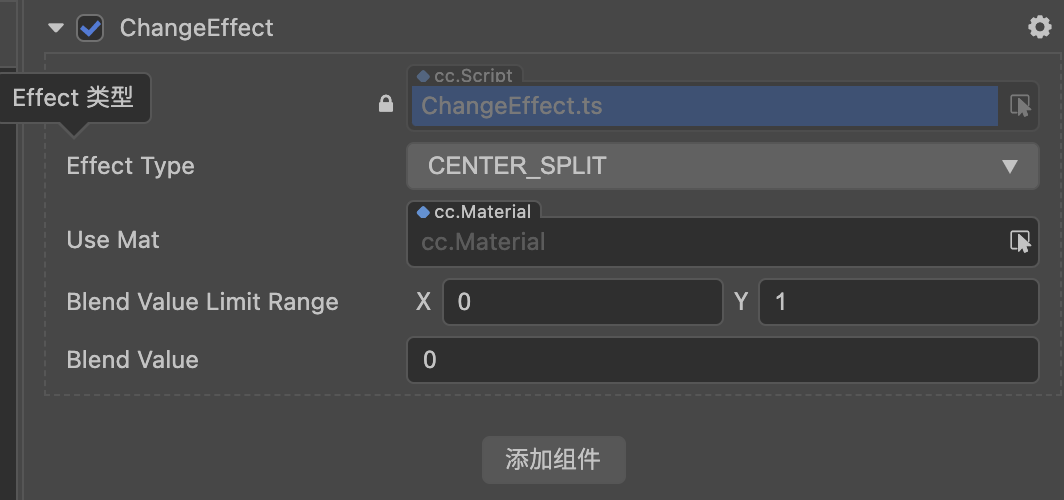 ChangeEffect
cc.Script
Effect 类型
ChangeEffect.ts
Effect Type
CENTER_SPLIT
cc.Material
Use Mat
cc.Material
Blend Value Limit Range X 0 Y 1
Blend Value 0
添加组件